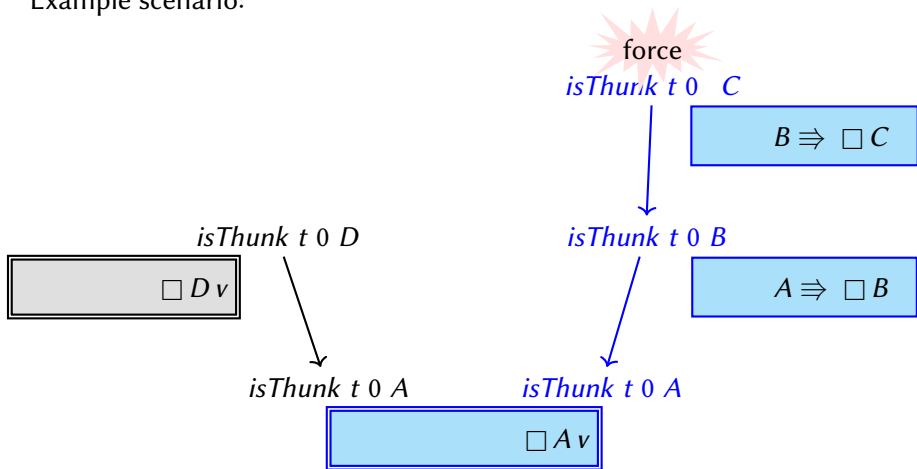 Example scenario:
force
isThunk t 0 C
B ⇛ □ C
isThunk t 0 D
isThunk t 0 B
□ D v
A ⇛ □ B
isThunk t 0 A
isThunk t 0 A
□ A v